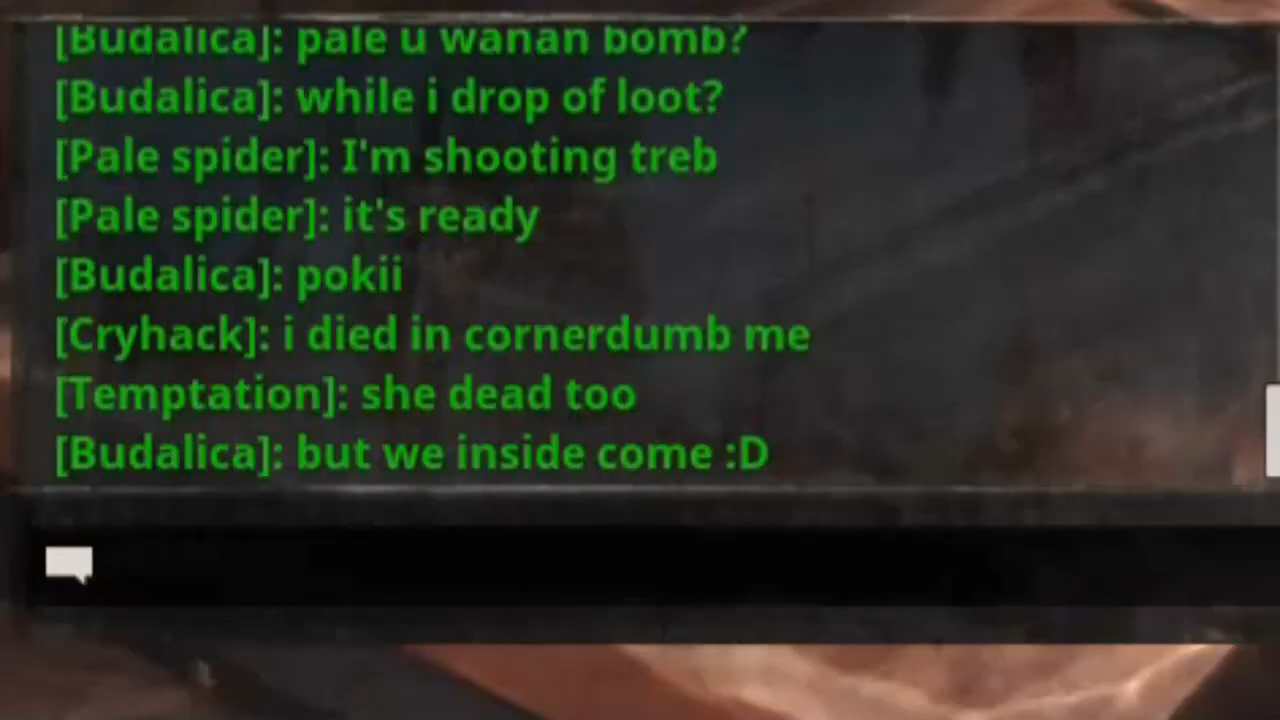 [Budalica]: pale u wanan bomb?
[Budalica]: while i drop of loot?
[Pale spider]: I'm shooting treb
[Pale spider]: it's ready
[Budalica]: pokii
[Cryhack]: i died in cornerdumb me
[Temptation]: she dead too
[Budalica]: but we inside come :D